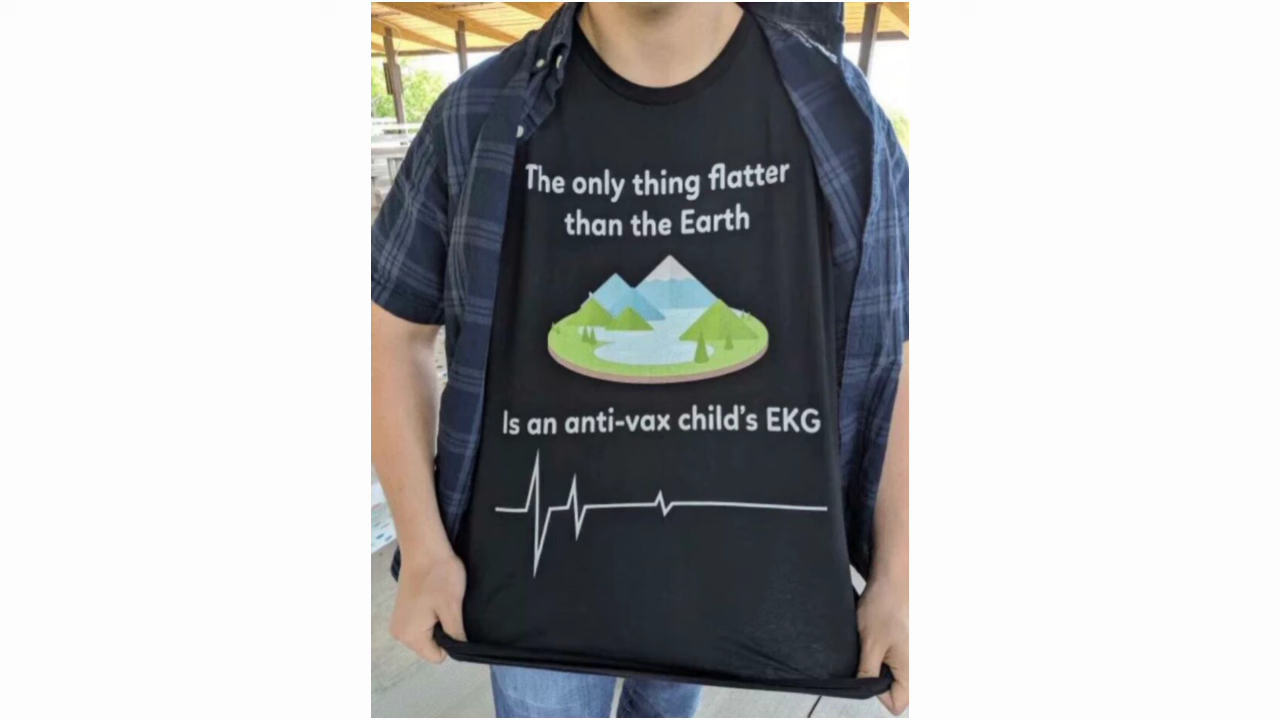 The only thing flatter
than the Earth
Is an anti-vax child's EKG